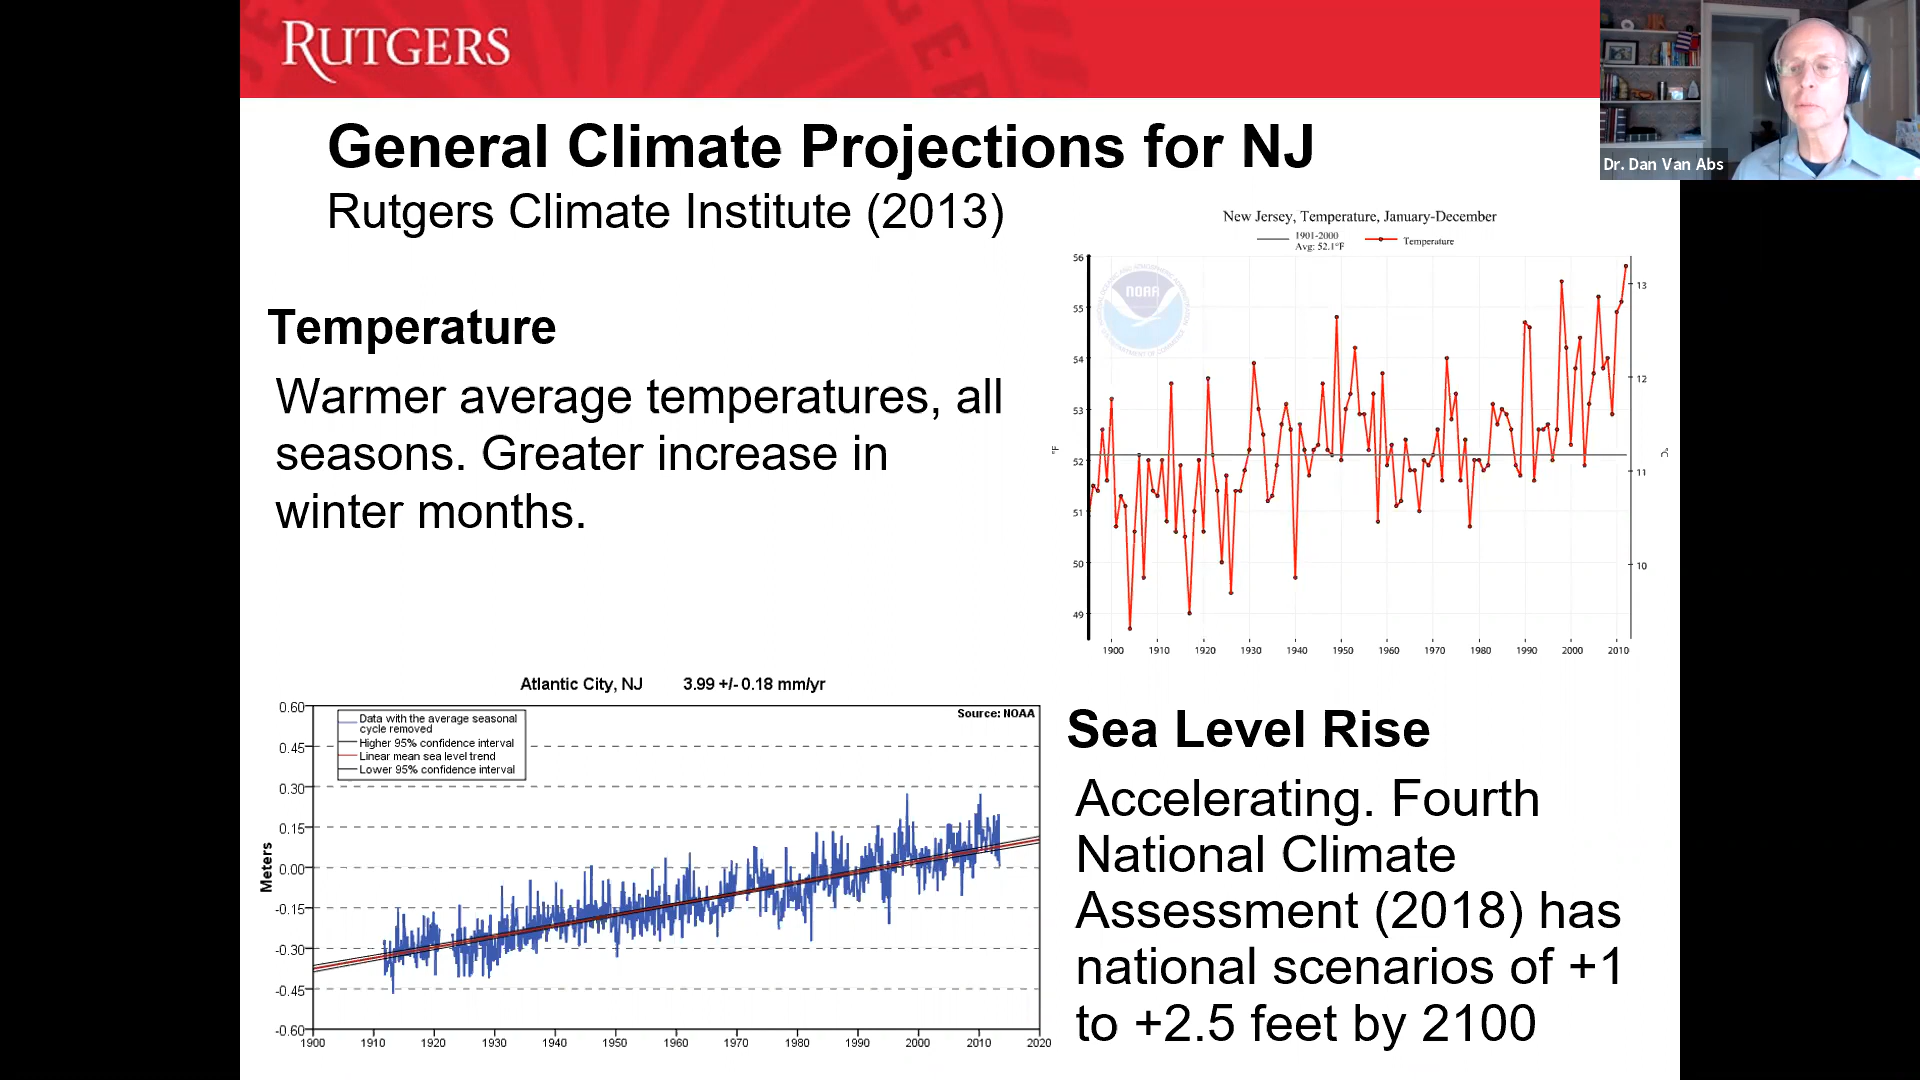 RUTGERS
Dr. Dan Van Abs
General Climate Projections for NJ
Rutgers Climate Institute (2013)
Temperature
Warmer average temperatures, all
seasons. Greater increase in
winter months.
New Jersey, Temperature, January-December
1901-2000
Avg: 52.1°F
Temperature
NOAA
°F
56
55
54
53
52
51
50
49
°C
13
12
11
10
1900 1910 1920 1930 1940 1950 1960 1970 1980 1990 2000 2010
Atlantic City, NJ 3.99 +/- 0.18 mm/yr
Source: NOAA
Data with the average seasonal
cycle removed
Higher 95% confidence interval
Linear mean sea level trend
Lower 95% confidence interval
Meters
0.60
0.45
0.30
0.15
0.00
-0.15
-0.30
-0.45
-0.60
1900 1910 1920 1930 1940 1950 1960 1970 1980 1990 2000 2010 2020
Sea Level Rise
Accelerating. Fourth
National Climate
Assessment (2018) has
national scenarios of +1
to +2.5 feet by 2100